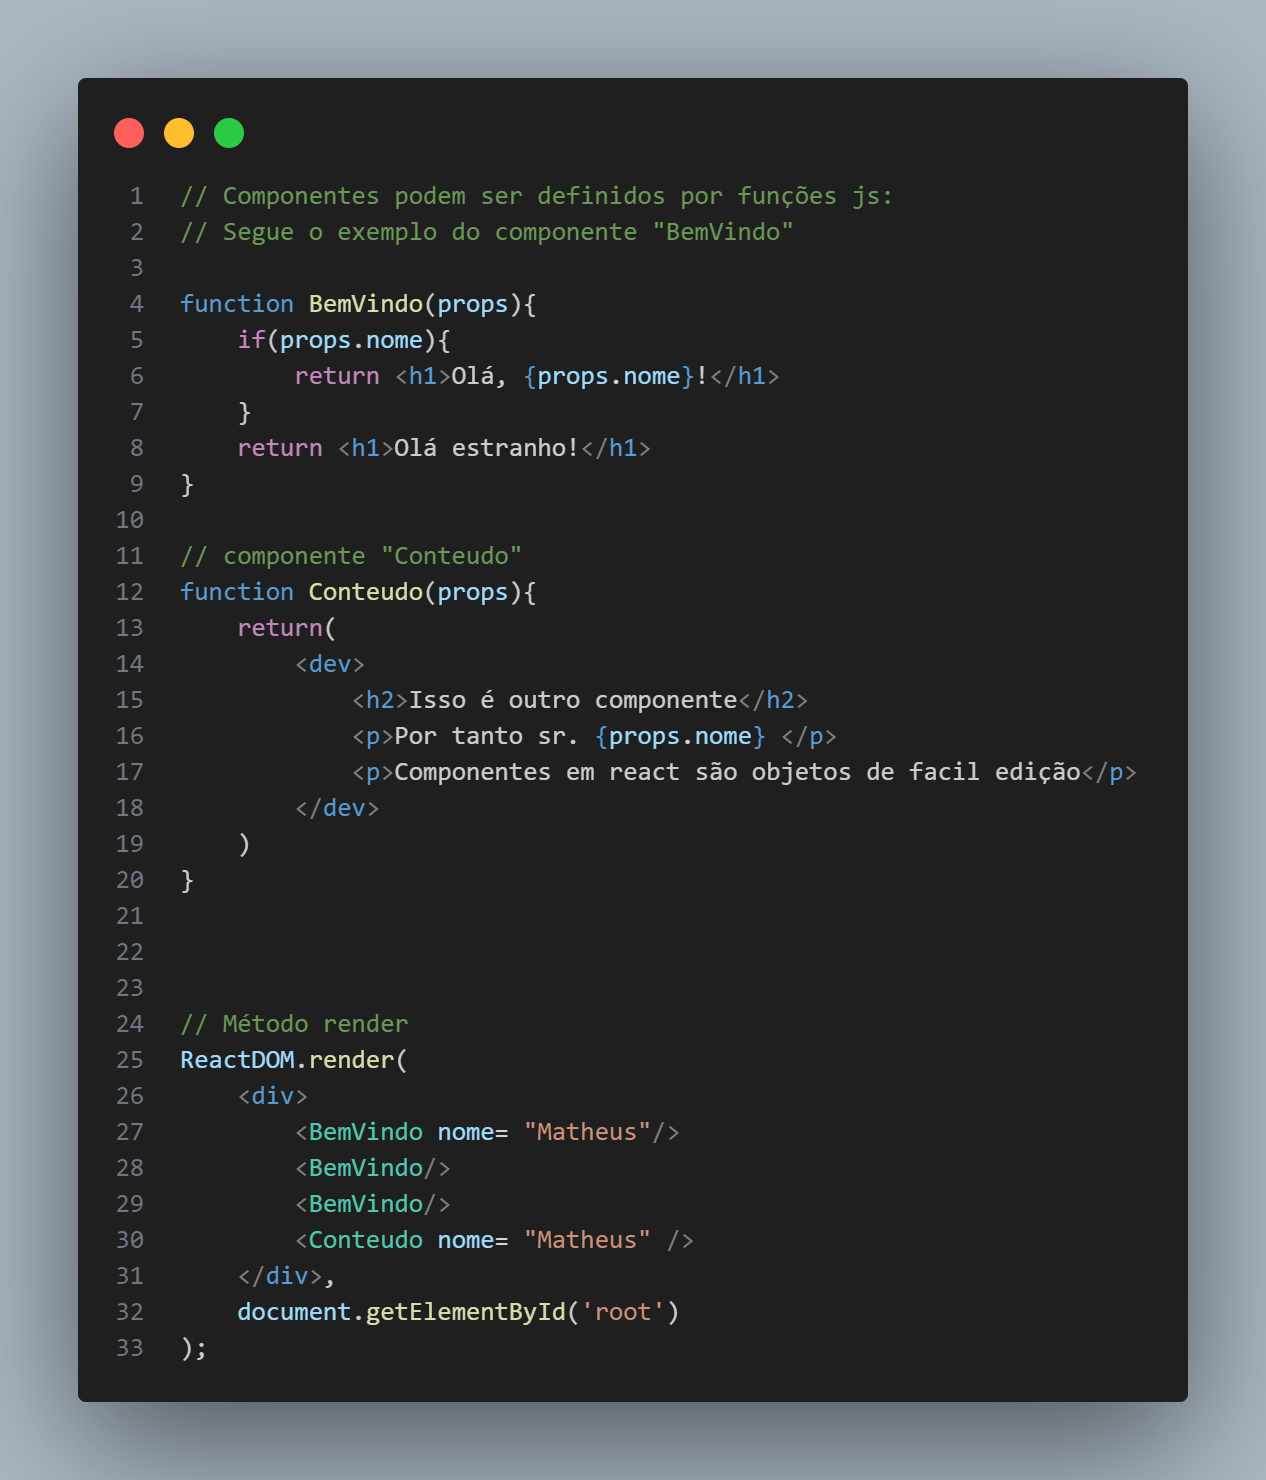 1 // Componentes podem ser definidos por funções js:
2 // Segue o exemplo do componente "BemVindo"
3
4 function BemVindo(props){
5     if(props.nome){
6         return <h1>Olá, {props.nome}!</h1>
7     }
8     return <h1>Olá estranho!</h1>
9 }
10
11 // componente "Conteudo"
12 function Conteudo(props){
13     return(
14         <dev>
15             <h2>Isso é outro componente</h2>
16             <p>Por tanto sr. {props.nome} </p>
17             <p>Componentes em react são objetos de facil edição</p>
18         </dev>
19     )
20 }
21
22
23
24 // Método render
25 ReactDOM.render(
26     <div>
27         <BemVindo nome= "Matheus"/>
28         <BemVindo/>
29         <BemVindo/>
30         <Conteudo nome= "Matheus" />
31     </div>,
32     document.getElementById('root')
33 );